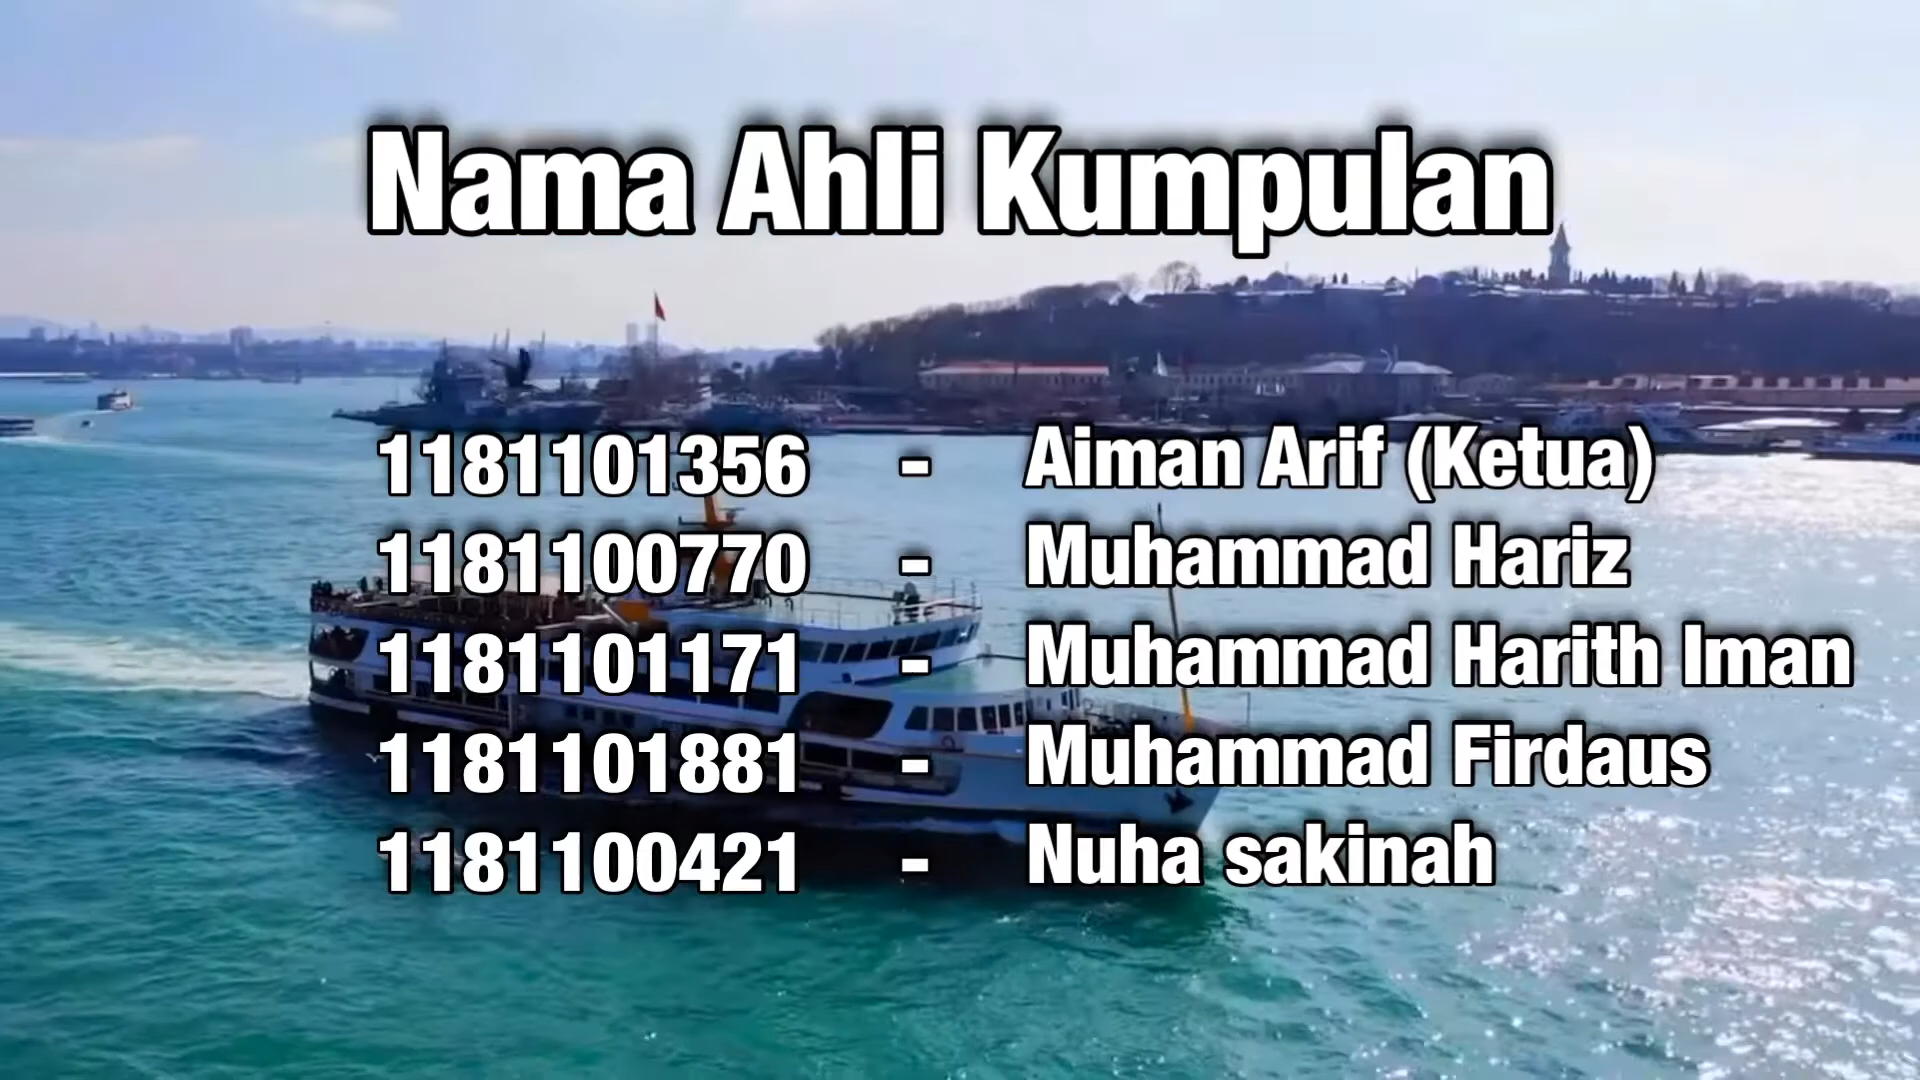 Nama Ahli Kumpulan
1181101356 - Aiman Arif (Ketua)
1181100770 - Muhammad Hariz
1181101171 - Muhammad Harith Iman
1181101881 - Muhammad Firdaus
1181100421 - Nuha sakinah